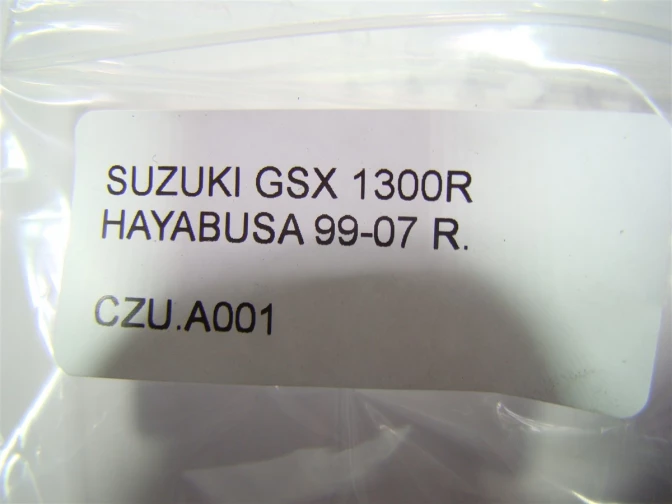 SUZUKI GSX 1300R
HAYABUSA 99-07 R.
CZU.A001